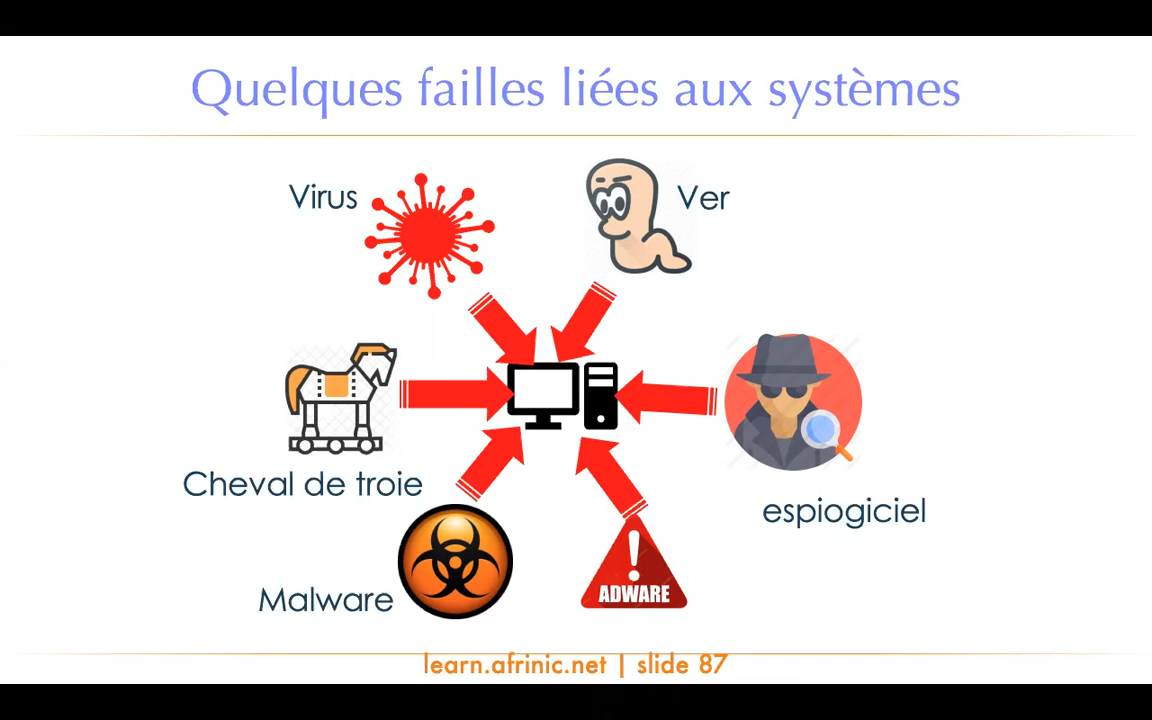 Quelques failles liées aux systèmes
Virus
Ver
Cheval de troie
espiogiciel
Malware
ADWARE
learn.afrinic.net | slide 87